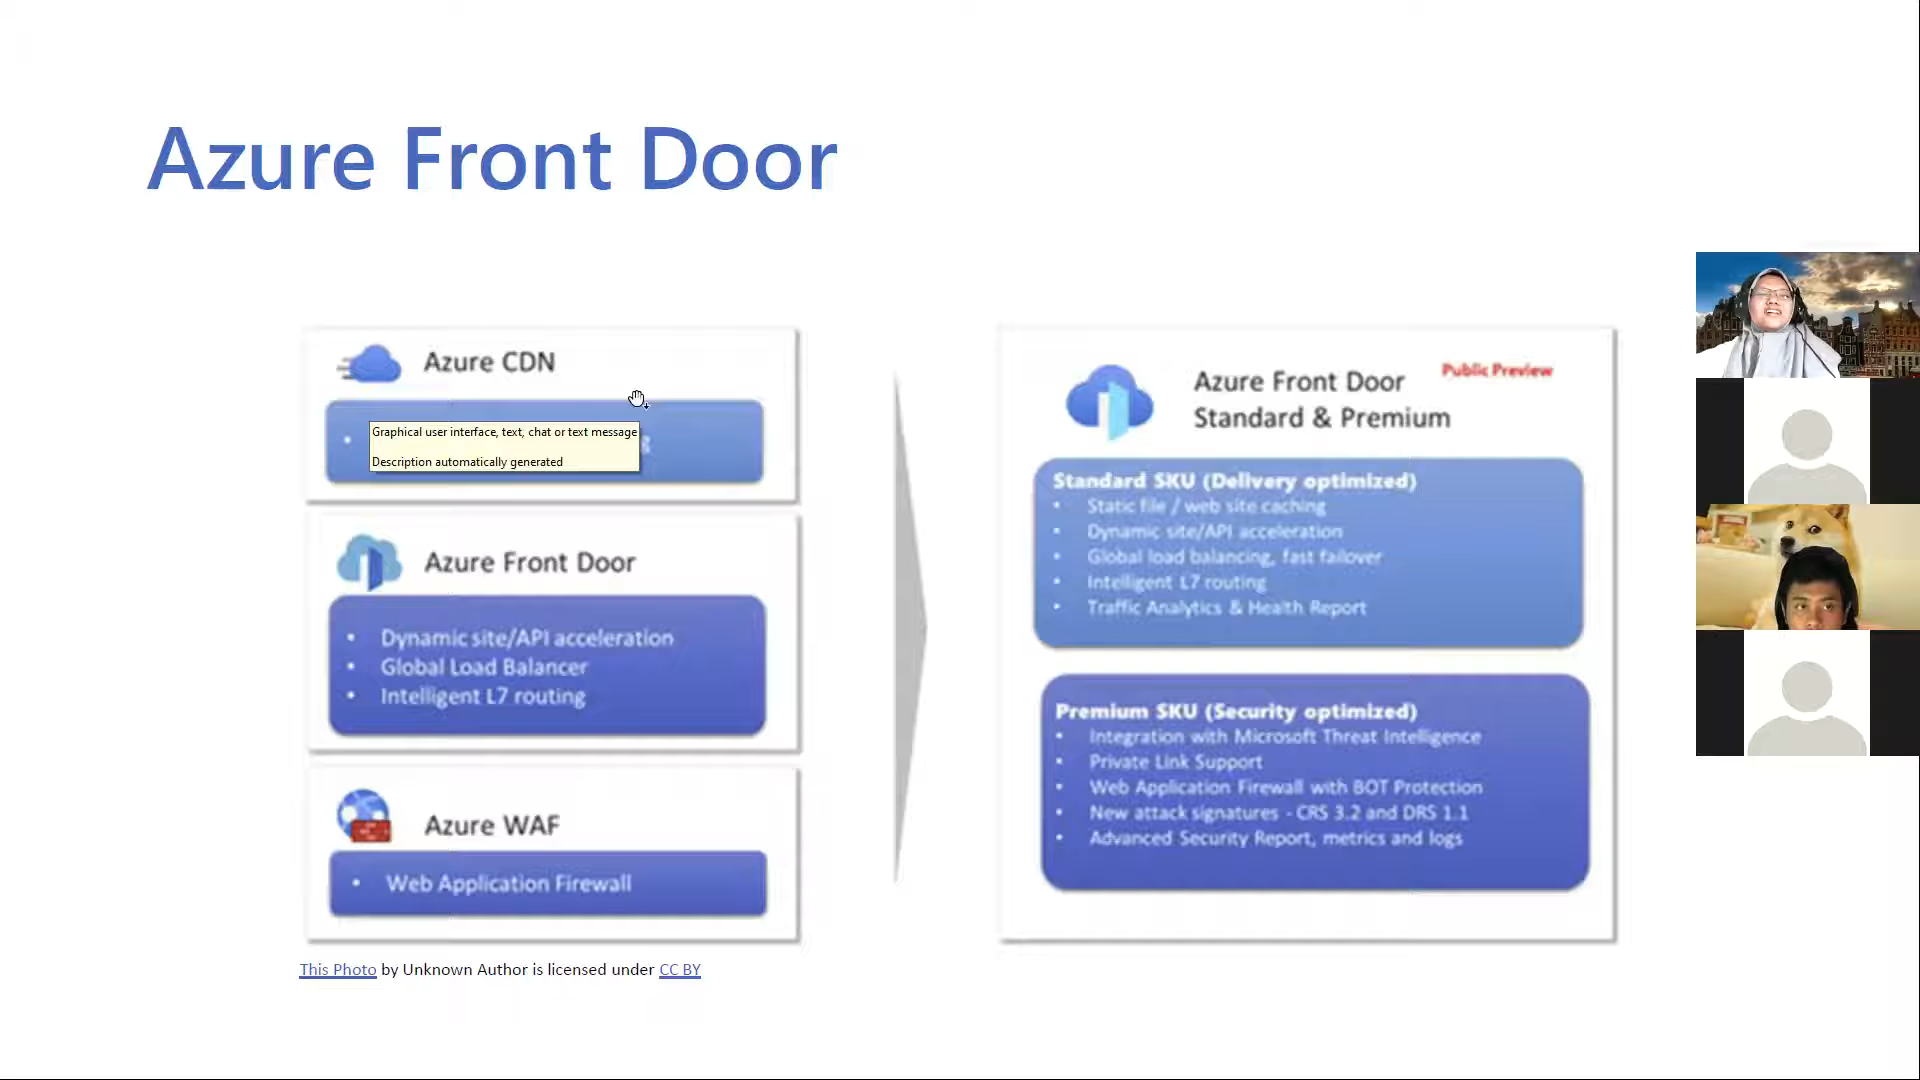 Azure Front Door
Azure CDN
Graphical user interface, text, chat or text message
Description automatically generated
Azure Front Door
• Dynamic site/API acceleration
• Global Load Balancer
• Intelligent L7 routing
Azure WAF
• Web Application Firewall
This Photo by Unknown Author is licensed under CC BY
Azure Front Door
Standard & Premium
Public Preview
Standard SKU (Delivery optimized)
• Static file / web site caching
• Dynamic site/API acceleration
• Global load balancing, fast failover
• Intelligent L7 routing
• Traffic Analytics & Health Report
Premium SKU (Security optimized)
• Integration with Microsoft Threat Intelligence
• Private Link Support
• Web Application Firewall with BOT Protection
• New attack signatures - CRS 3.2 and DRS 1.1
• Advanced Security Report, metrics and logs